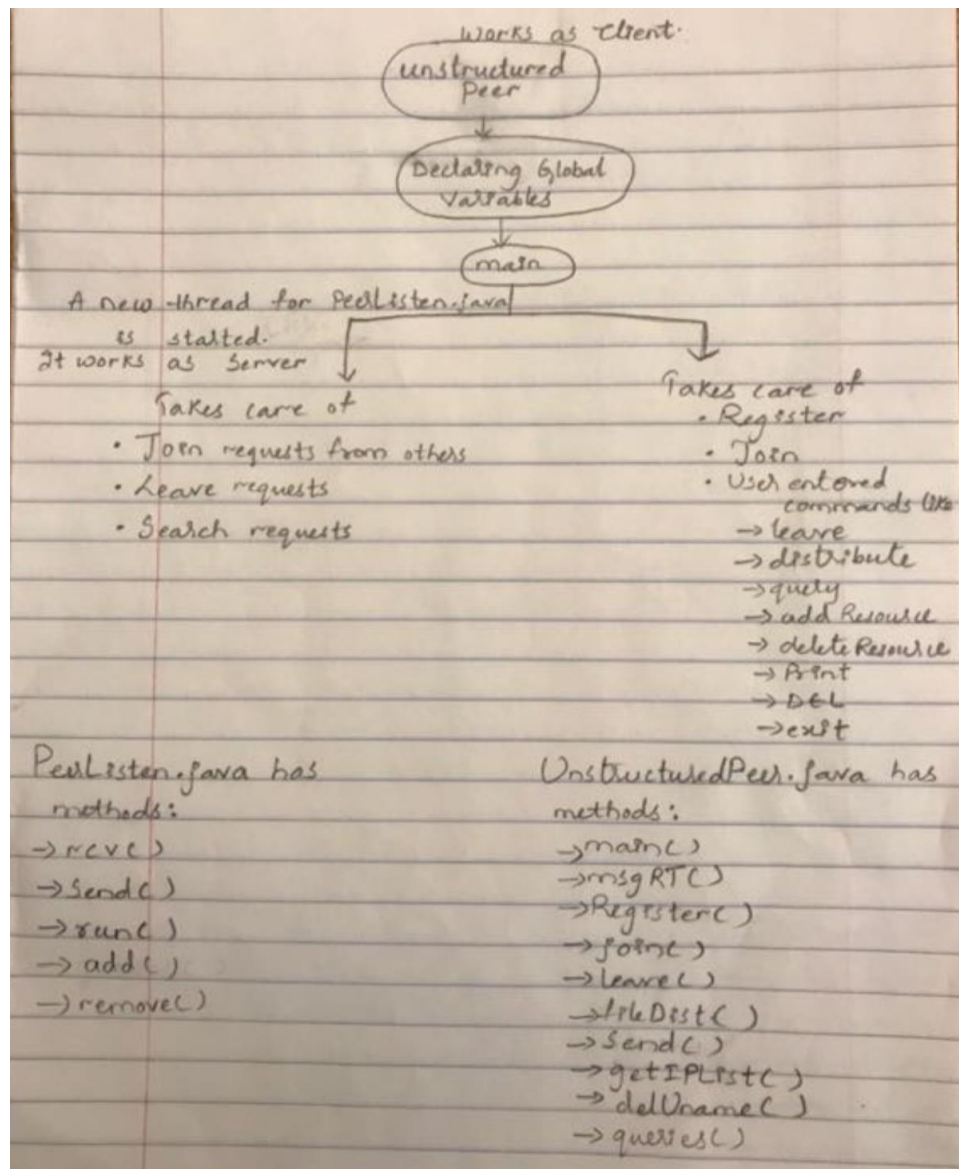 Works as Client.
Unstructured
Peer
Declaring Global
Variables
main
A new thread for PeerListen.java
is started.
It works as Server
Takes care of
• Join requests from others
• Leave requests
• Search requests
Takes care of
• Register
• Join
• User entered
commands like
→ leave
→ distribute
→ query
→ add Resource
→ delete Resource
→ Print
→ DEL
→ exit
PeerListen.java has
methods:
→ rcv()
→ Send()
→ run()
→ add()
→ remove()
UnstructuredPeer.java has
methods:
→ main()
→ msgRT()
→ Register()
→ join()
→ leave()
→ fileDist()
→ Send()
→ getIPList()
→ delUname()
→ queries()